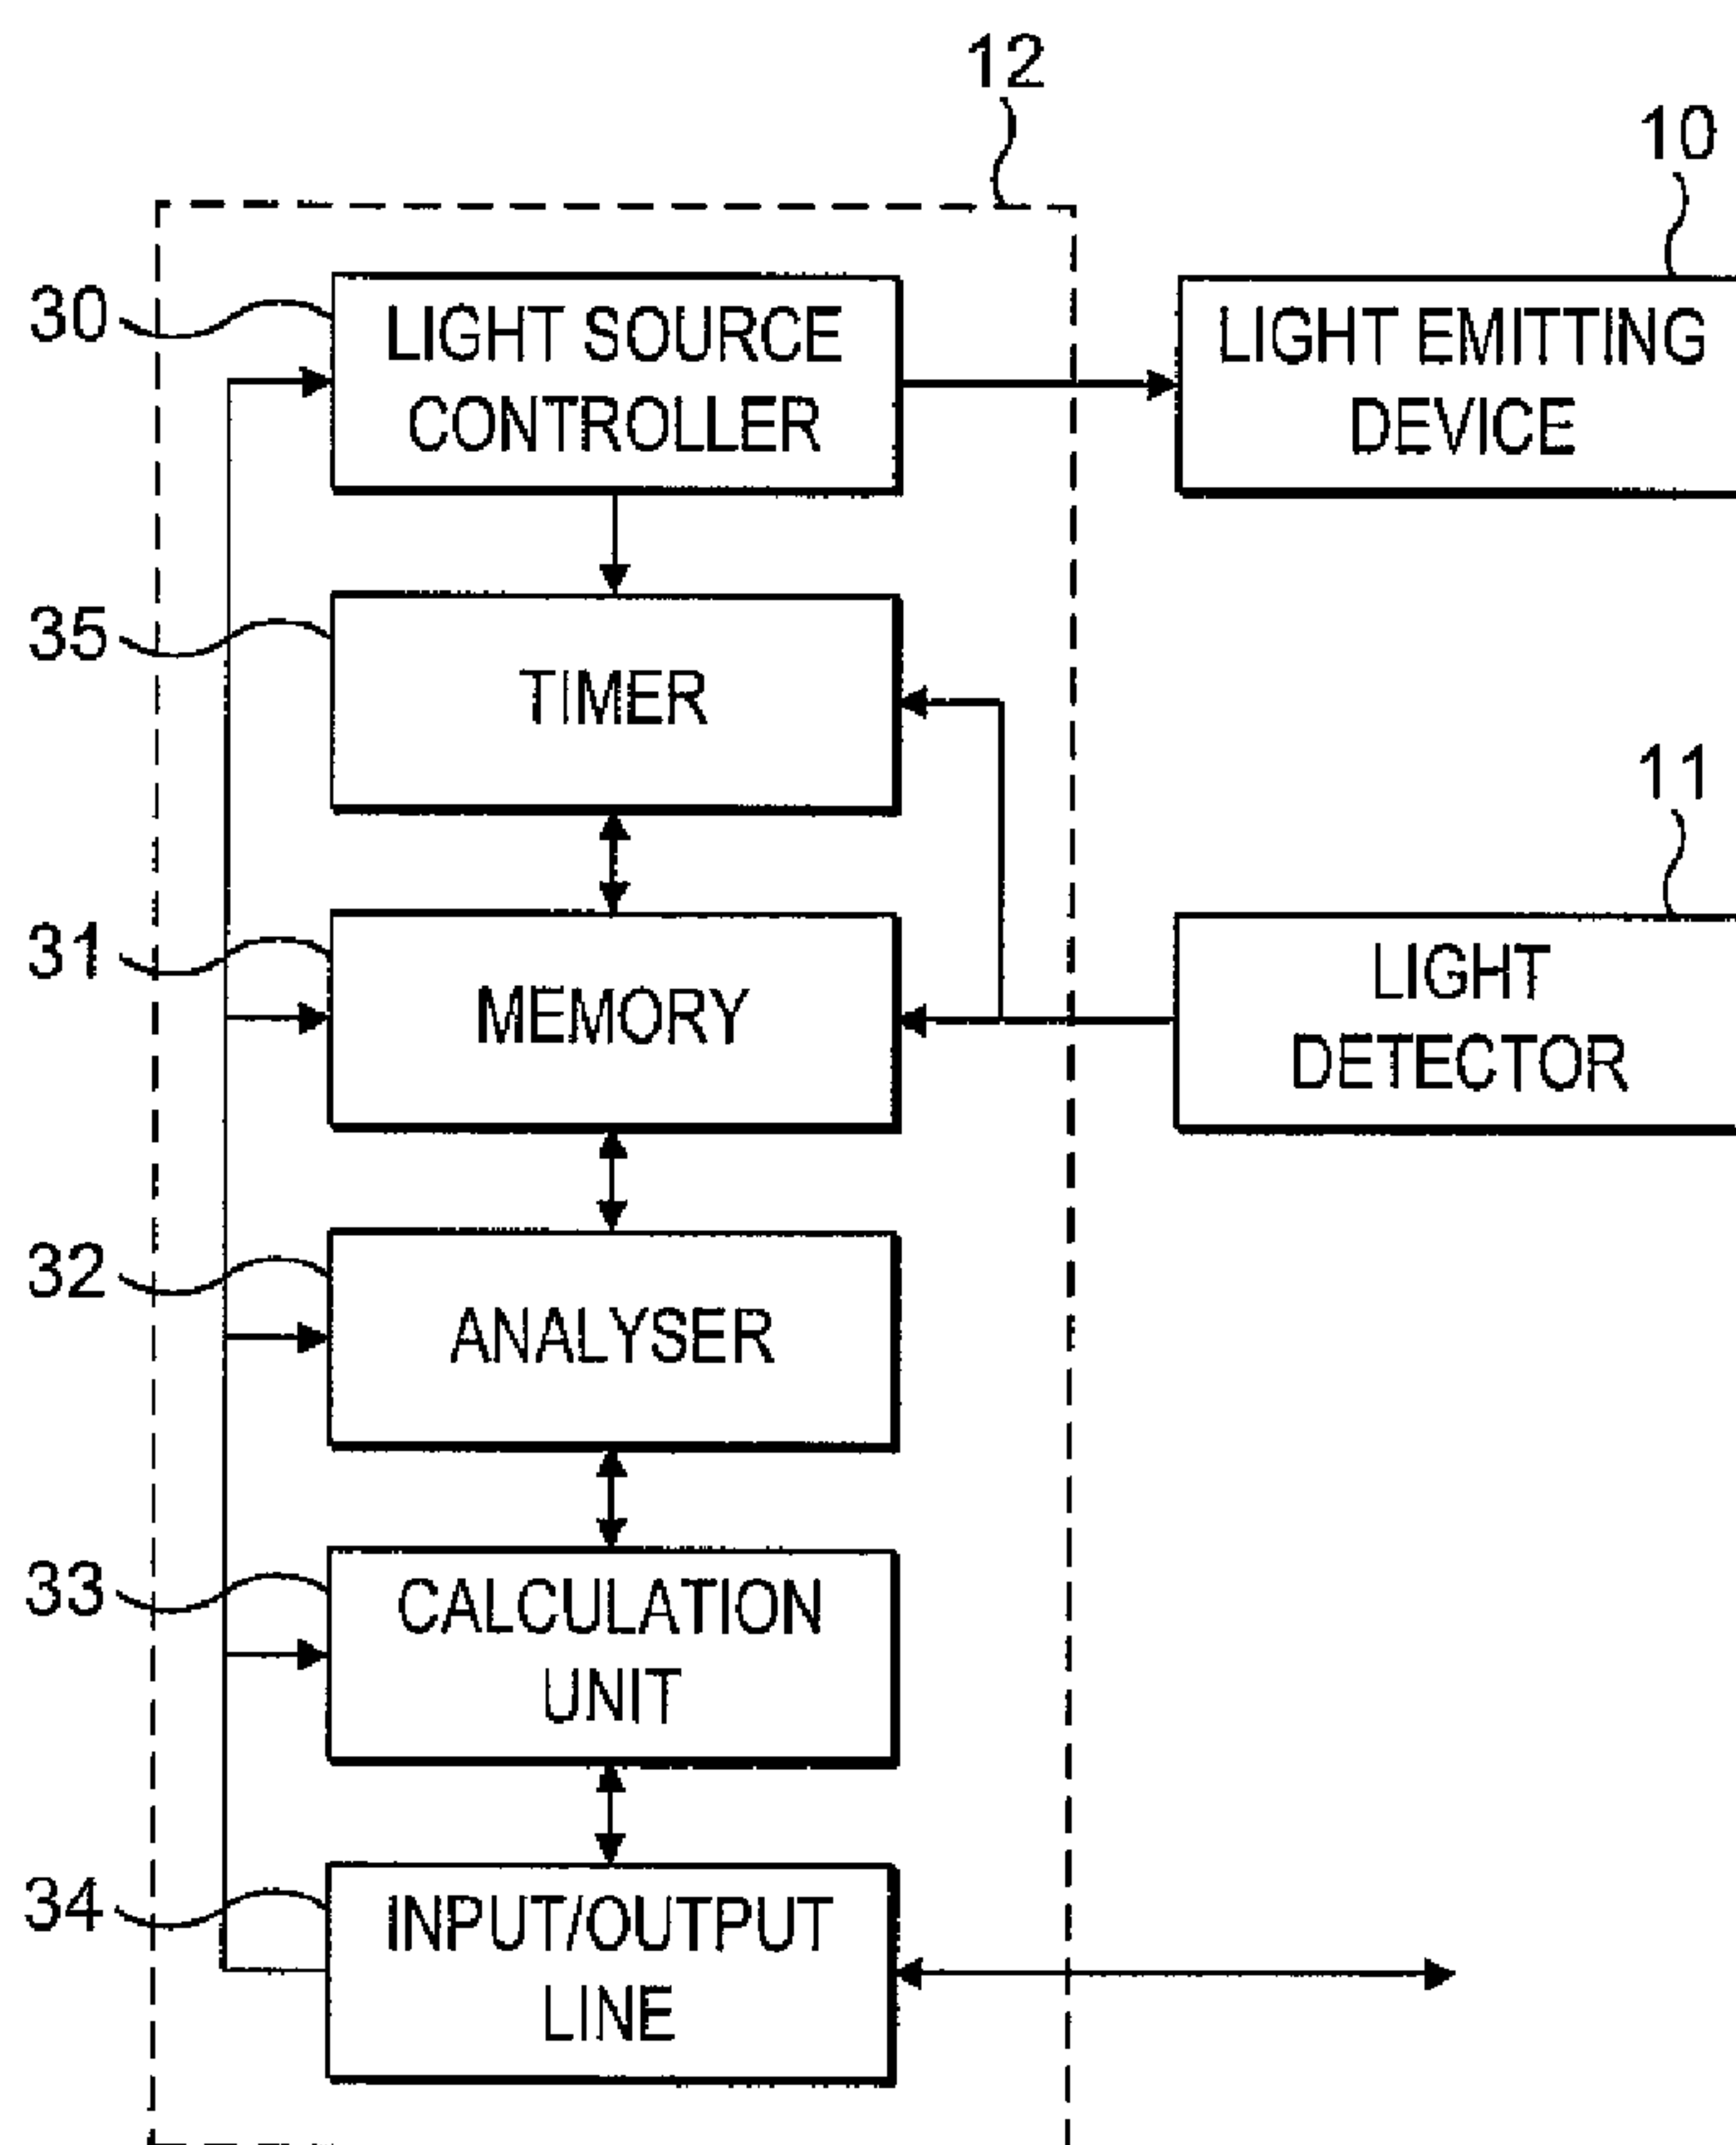 12
10
30
LIGHT SOURCE
CONTROLLER
LIGHT EMITTING
DEVICE
35
TIMER
11
31
MEMORY
LIGHT
DETECTOR
32
ANALYSER
33
CALCULATION
UNIT
34
INPUT/OUTPUT
LINE